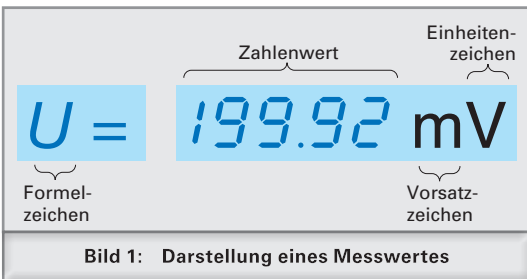 Einheiten-
zeichen
Zahlenwert
U = 199.92 mV
Formel-
zeichen
Vorsatz-
zeichen
Bild 1: Darstellung eines Messwertes